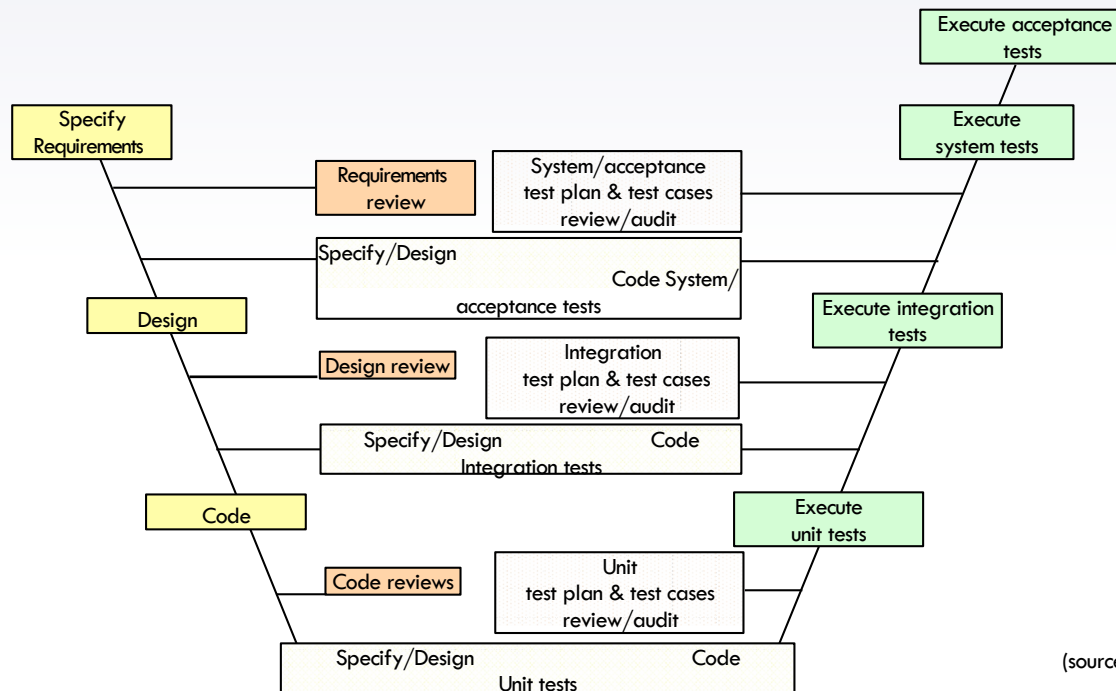 Execute acceptance
tests
Specify
Requirements
Execute
system tests
Requirements
review
System/acceptance
test plan & test cases
review/audit
Specify/Design
Code System/
acceptance tests
Design
Execute integration
tests
Design review
Integration
test plan & test cases
review/audit
Specify/Design Code
Integration tests
Code
Execute
unit tests
Code reviews
Unit
test plan & test cases
review/audit
Specify/Design Code
Unit tests
(source